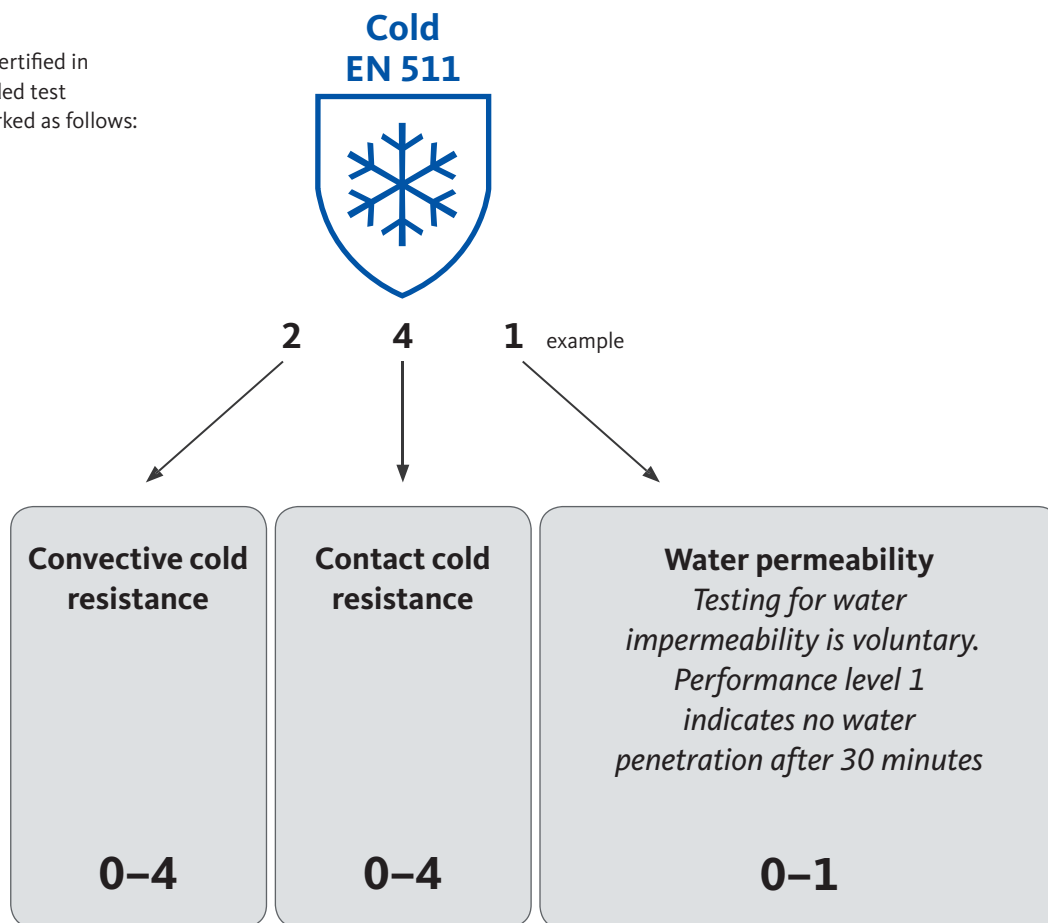 ertified in
led test
rked as follows:
Cold
EN 511
2 4 1 example
Convective cold
resistance
0–4
Contact cold
resistance
0–4
Water permeability
Testing for water
impermeability is voluntary.
Performance level 1
indicates no water
penetration after 30 minutes
0–1